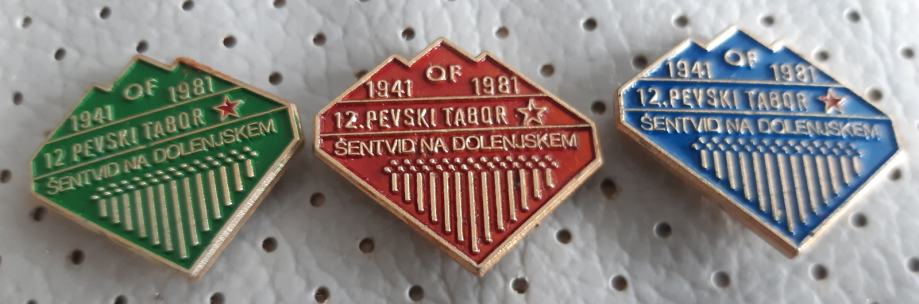 OF
1941 1981
12 PEVSKI TABOR
ŠENTVID NA DOLENJSKEM
OF
1941 1981
12. PEVSKI TABOR
ŠENTVID NA DOLENJSKEM
OF
1941 1981
12. PEVSKI TABOR
ŠENTVID NA DOLENJSKEM